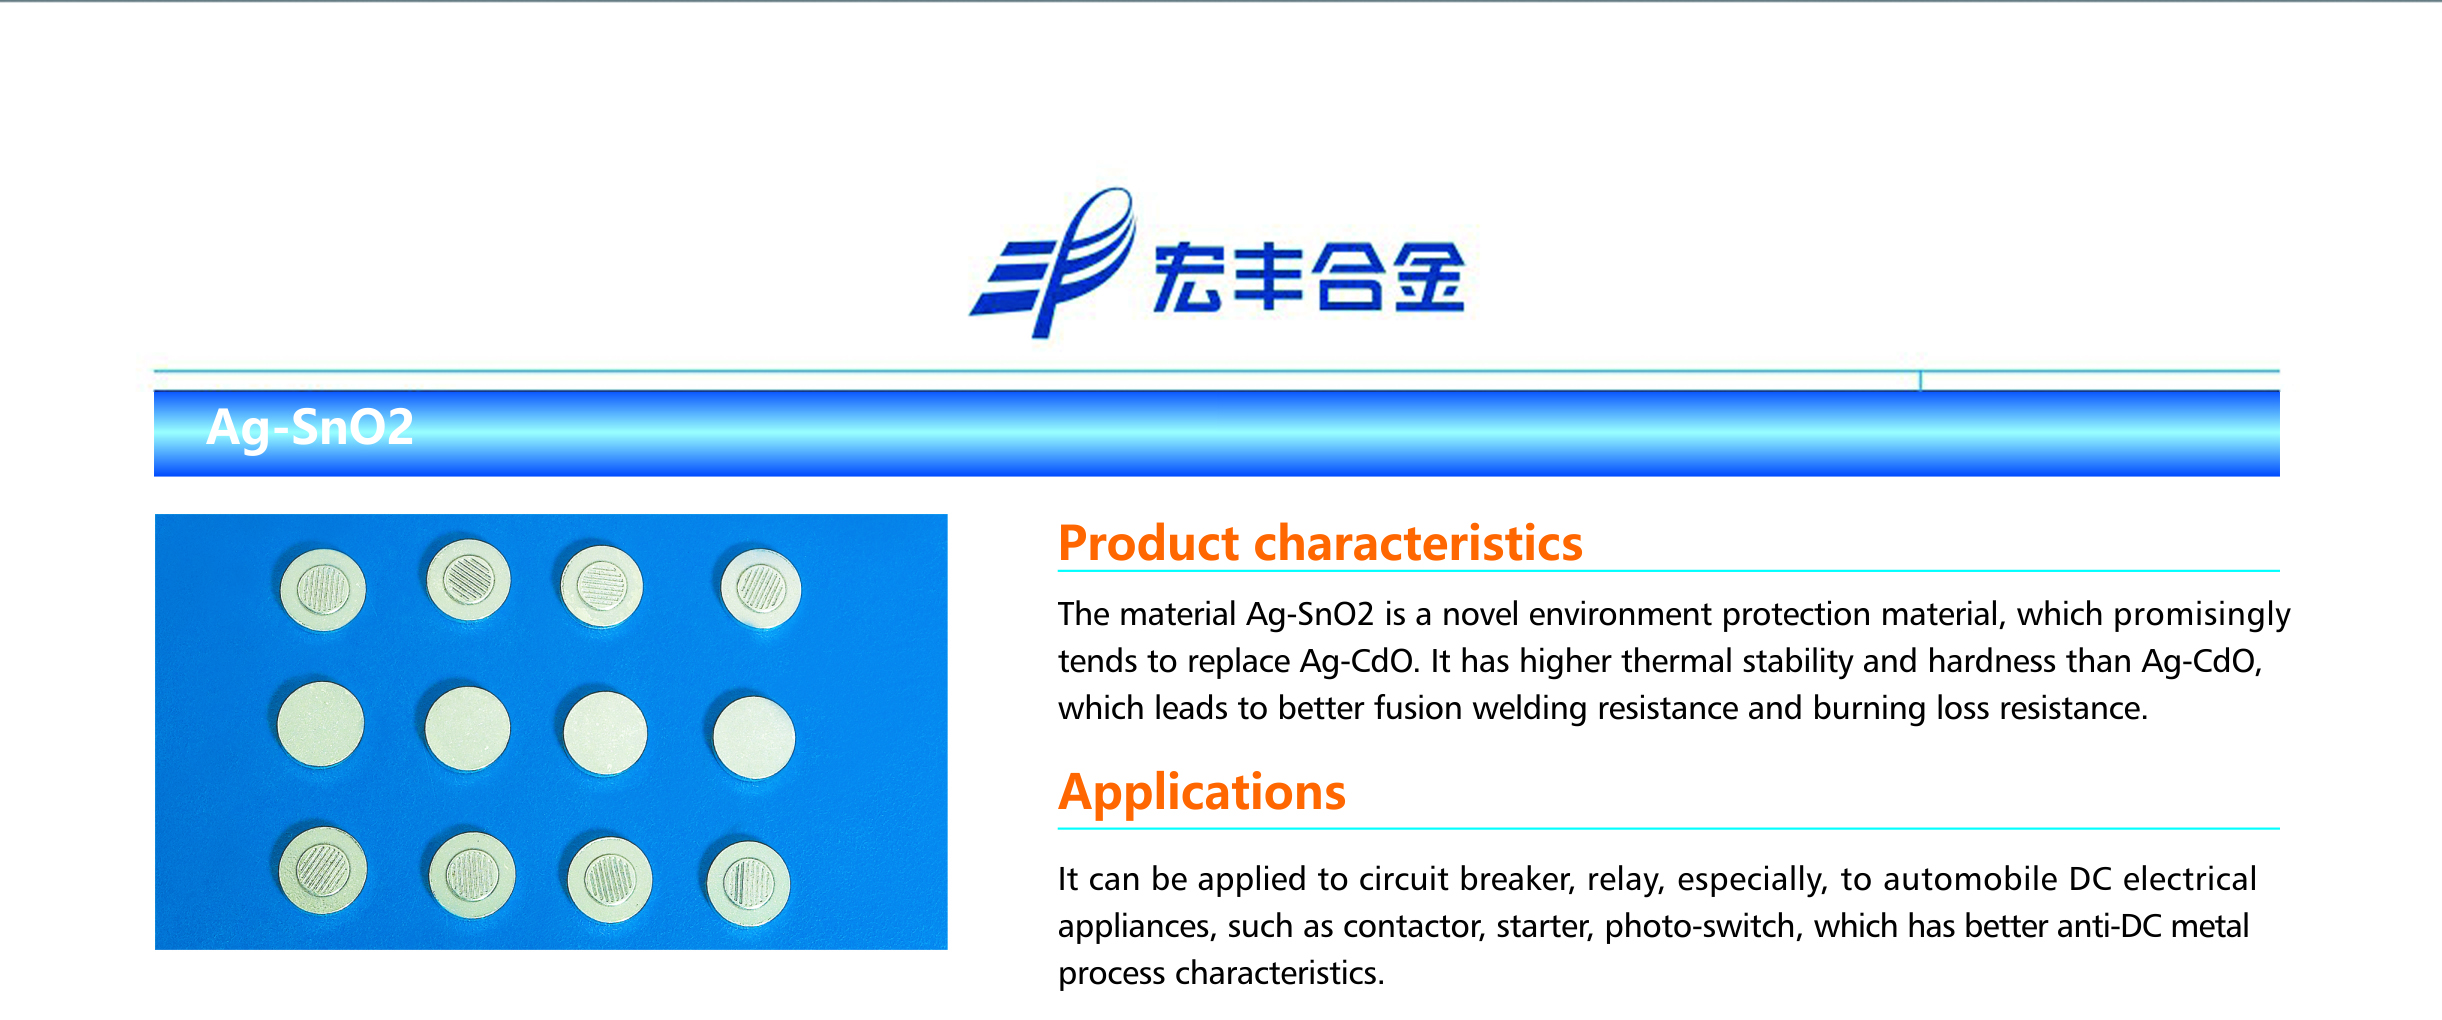 宏丰合金
Ag-SnO2
Product characteristics
The material Ag-SnO2 is a novel environment protection material, which promisingly
tends to replace Ag-CdO. It has higher thermal stability and hardness than Ag-CdO,
which leads to better fusion welding resistance and burning loss resistance.
Applications
It can be applied to circuit breaker, relay, especially, to automobile DC electrical
appliances, such as contactor, starter, photo-switch, which has better anti-DC metal
process characteristics.